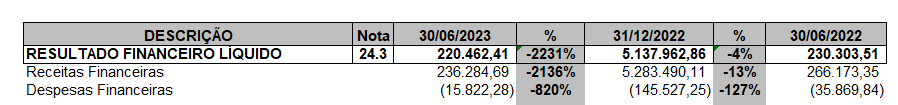 DESCRIÇÃO Nota 30/06/2023 % 31/12/2022 % 30/06/2022
RESULTADO FINANCEIRO LÍQUIDO 24.3 220.462,41 -2231% 5.137.962,86 -4% 230.303,51
Receitas Financeiras 236.284,69 -2136% 5.283.490,11 -13% 266.173,35
Despesas Financeiras (15.822,28) -820% (145.527,25) -127% (35.869,84)